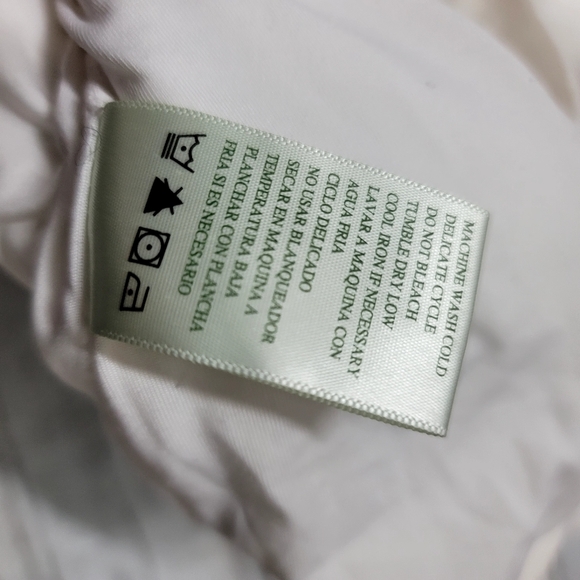 MACHINE WASH COLD
DELICATE CYCLE
DO NOT BLEACH
TUMBLE DRY LOW
COOL IRON IF NECESSARY
LAVAR A MAQUINA CON
AGUA FRIA
CICLO DELICADO
NO USAR BLANQUEADOR
SECAR EN MAQUINA A
TEMPERATURA BAJA
PLANCHAR CON PLANCHA
FRIA SI ES NECESARIO